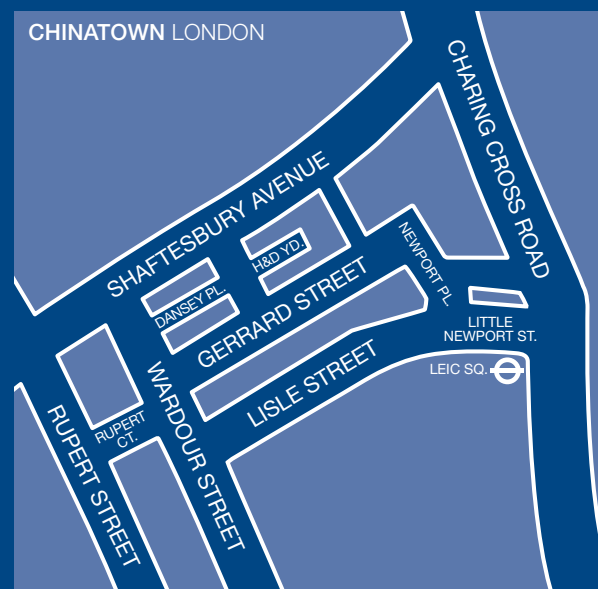 CHINATOWN LONDON
CHARING CROSS ROAD
SHAFTESBURY AVENUE
H&D YD.
NEWPORT PL
DANSEY PL.
GERRARD STREET
LITTLE
NEWPORT ST.
LISLE STREET
LEIC SQ.
WARDOUR STREET
RUPERT
CT.
RUPERT STREET